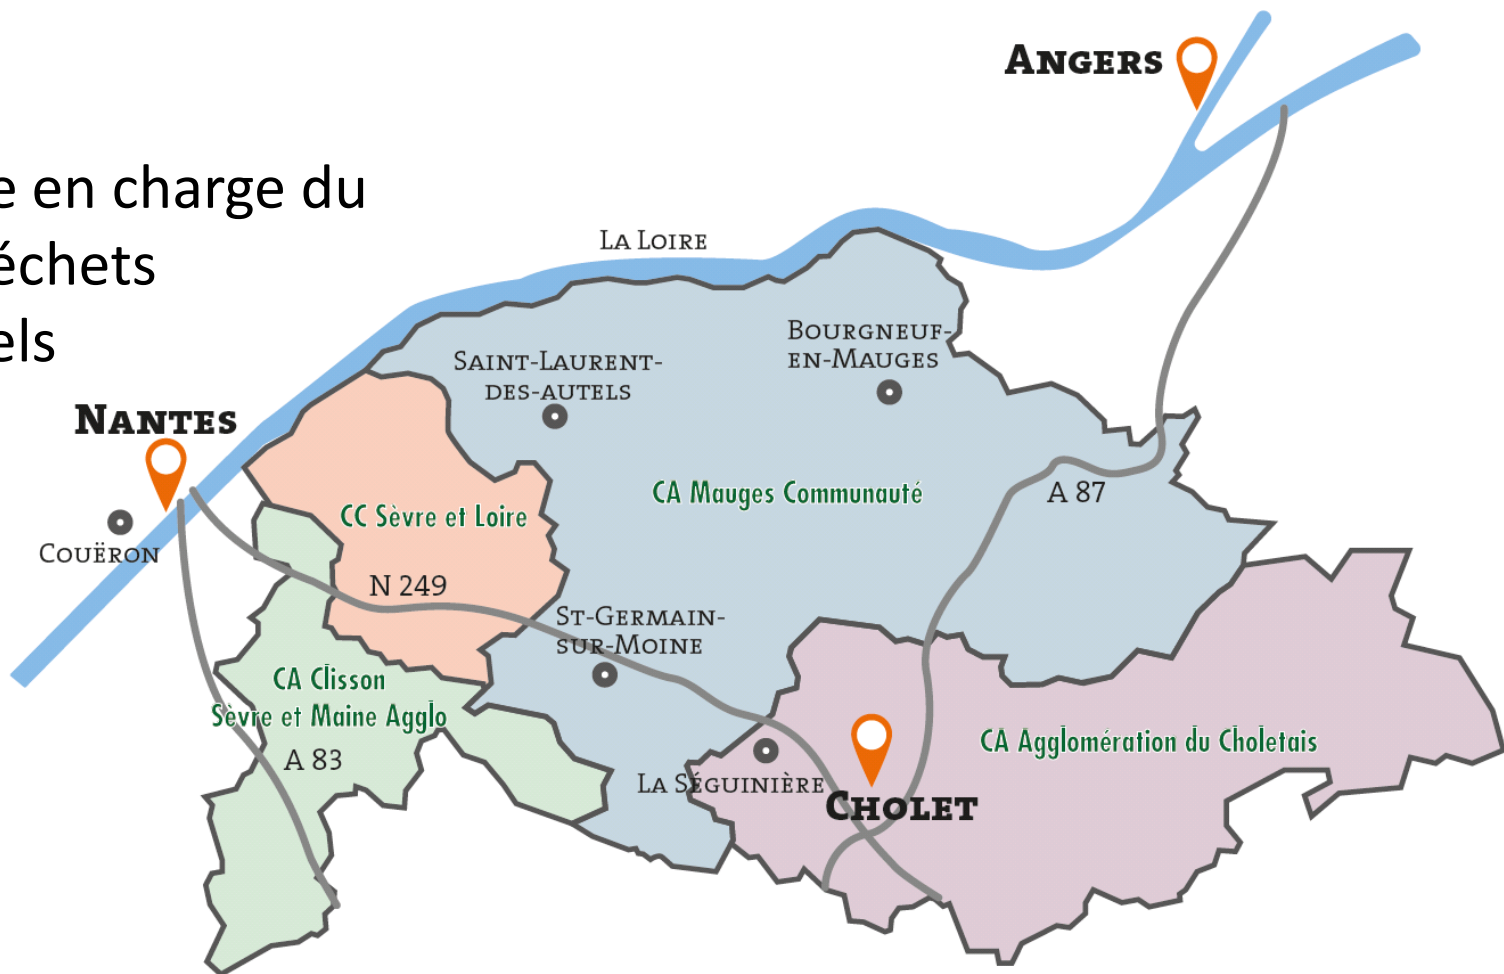 ANGERS
e en charge du
échets
els
LA LOIRE
BOURGNEUF-
EN-MAUGES
SAINT-LAURENT-
DES-AUTELS
NANTES
CA Mauges Communauté
A 87
CC Sèvre et Loire
COUËRON
N 249
ST-GERMAIN-
SUR-MOINE
CA Clisson
Sèvre et Maine Agglo
A 83
CA Agglomération du Choletais
LA SÉGUINIÈRE
CHOLET